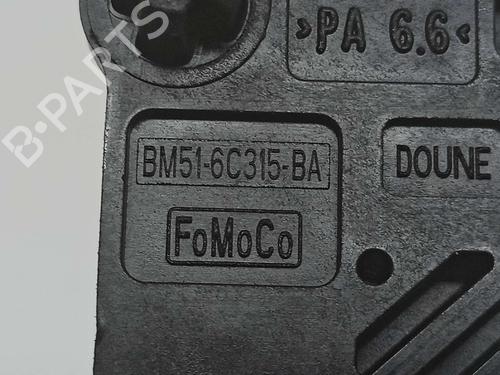 >PA 6.6<
BM51-6C315-BA
DOUNE
FoMoCo
B-PARTS